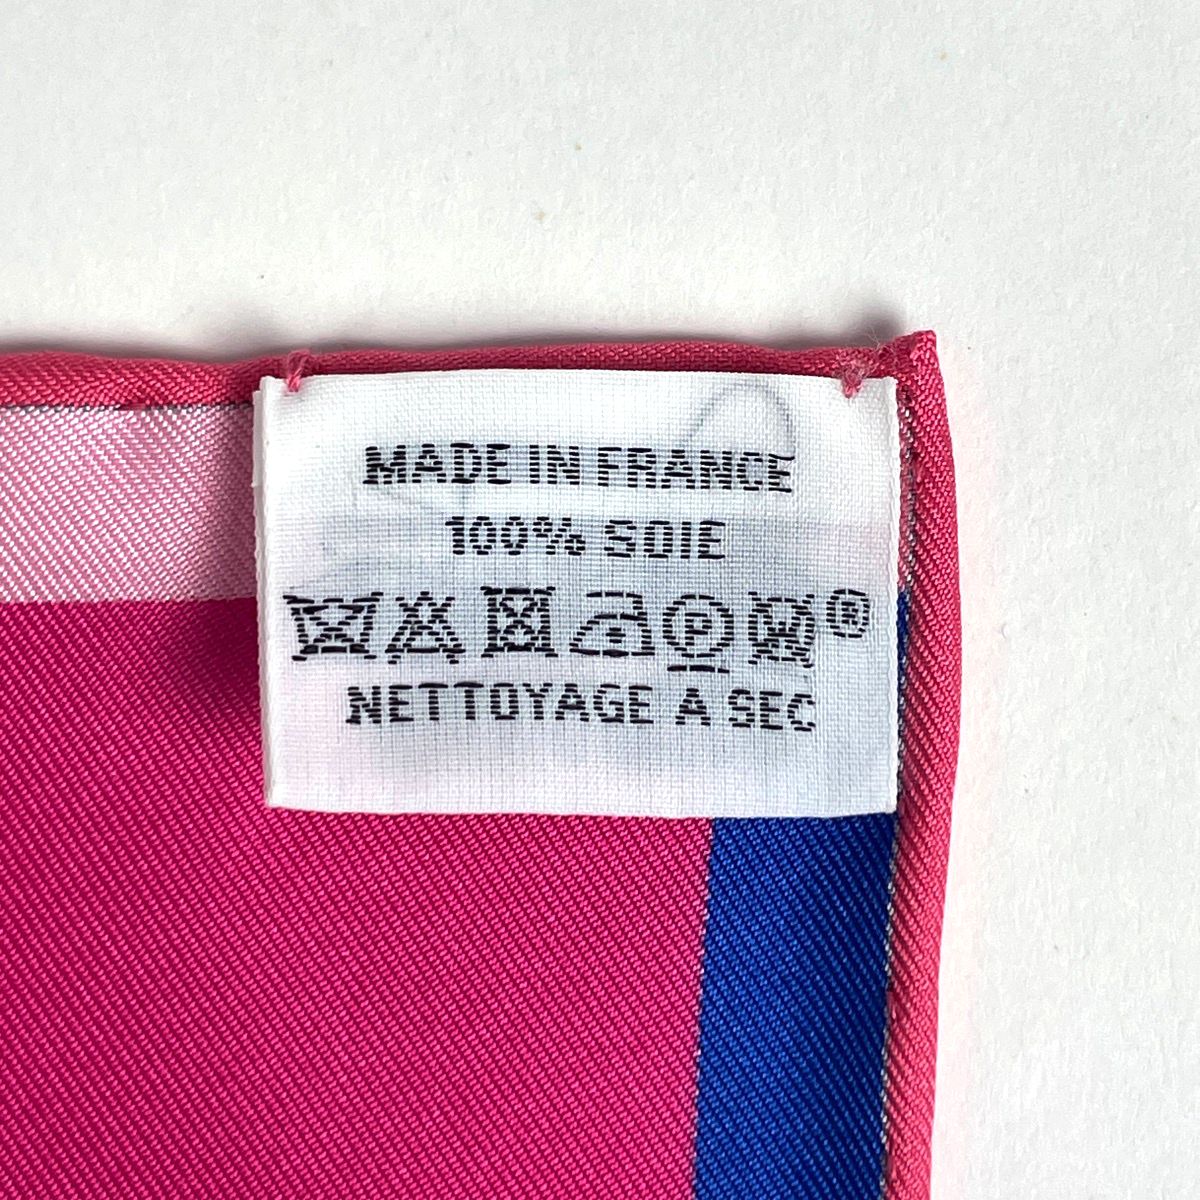 MADE IN FRANCE
100% SOIE
P W ®
NETTOYAGE A SEC